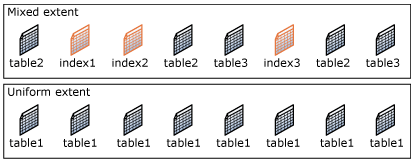 Mixed extent
table2 index1 index2 table2 table3 index3 table2 table3
Uniform extent
table1 table1 table1 table1 table1 table1 table1 table1